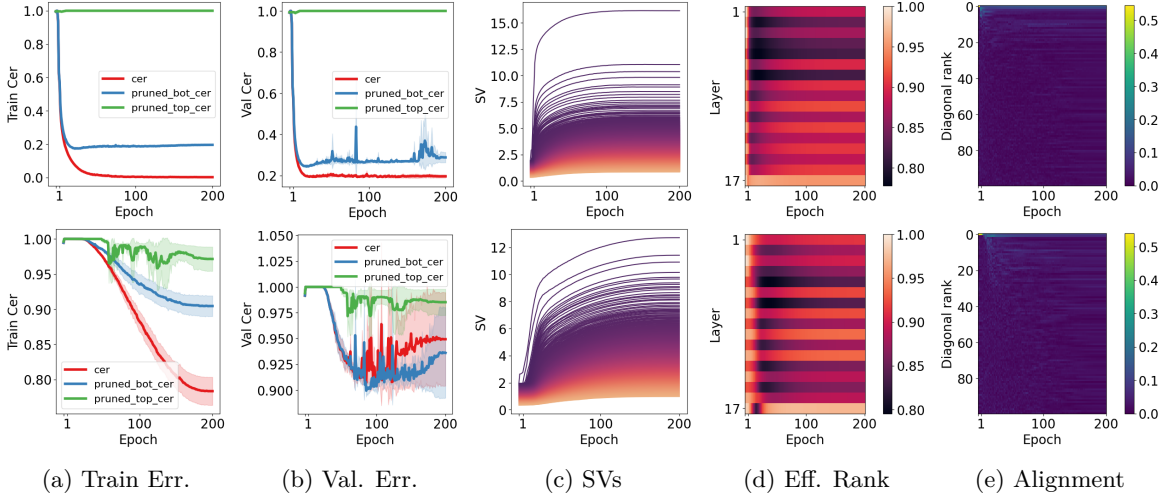 1.0
0.8
0.6
0.4
0.2
0.0
Train Cer
cer
pruned_bot_cer
pruned_top_cer
1
100
200
Epoch
1.0
0.8
0.6
0.4
0.2
Val Cer
cer
pruned_bot_cer
pruned_top_cer
1
100
200
Epoch
15.0
12.5
10.0
7.5
5.0
2.5
0.0
SV
1
100
200
Epoch
1
17
Layer
1
100
200
Epoch
1.00
0.95
0.90
0.85
0.80
0
20
40
60
80
Diagonal rank
1
100
200
Epoch
0.5
0.4
0.3
0.2
0.1
0.0
1.00
0.95
0.90
0.85
0.80
Train Cer
cer
pruned_bot_cer
pruned_top_cer
1
100
200
Epoch
1.050
1.025
1.000
0.975
0.950
0.925
0.900
Val Cer
cer
pruned_bot_cer
pruned_top_cer
1
100
200
Epoch
12
10
8
6
4
2
0
SV
1
100
200
Epoch
1
17
Layer
1
100
200
Epoch
1.00
0.95
0.90
0.85
0.80
0
20
40
60
80
Diagonal rank
1
100
200
Epoch
0.5
0.4
0.3
0.2
0.1
0.0
(a) Train Err.
(b) Val. Err.
(c) SVs
(d) Eff. Rank
(e) Alignment